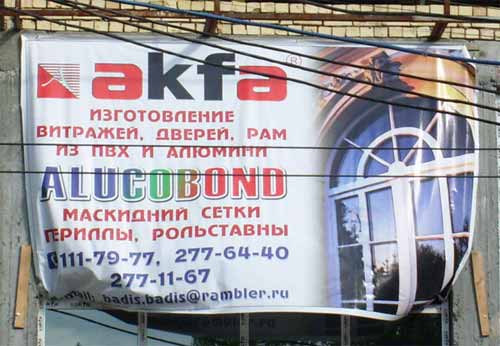 akfa®
ИЗГОТОВЛЕНИЕ
ВИТРАЖЕЙ, ДВЕРЕЙ, РАМ
ИЗ ПВХ И АЛЮМИНИ
ALUCOBOND
МАСКИДНИЙ СЕТКИ
ПЕРИЛЛЫ, РОЛЬСТАВНЫ
111-79-77, 277-64-40
277-11-67
mail: badis.badis@rambler.ru